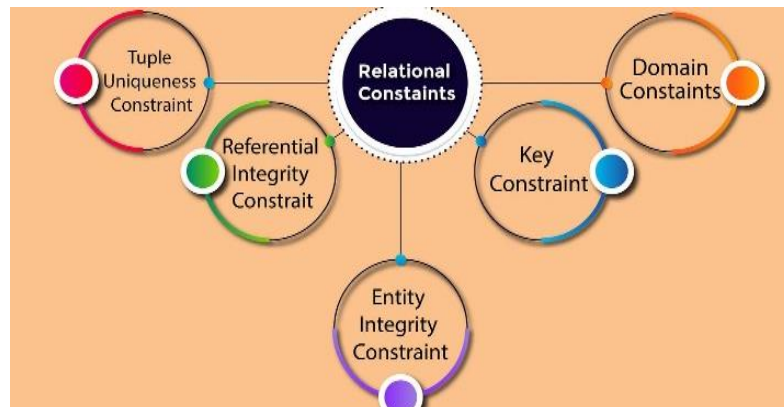 Relational
Constaints
Tuple
Uniqueness
Constraint
Referential
Integrity
Constrait
Entity
Integrity
Constraint
Key
Constraint
Domain
Constaints